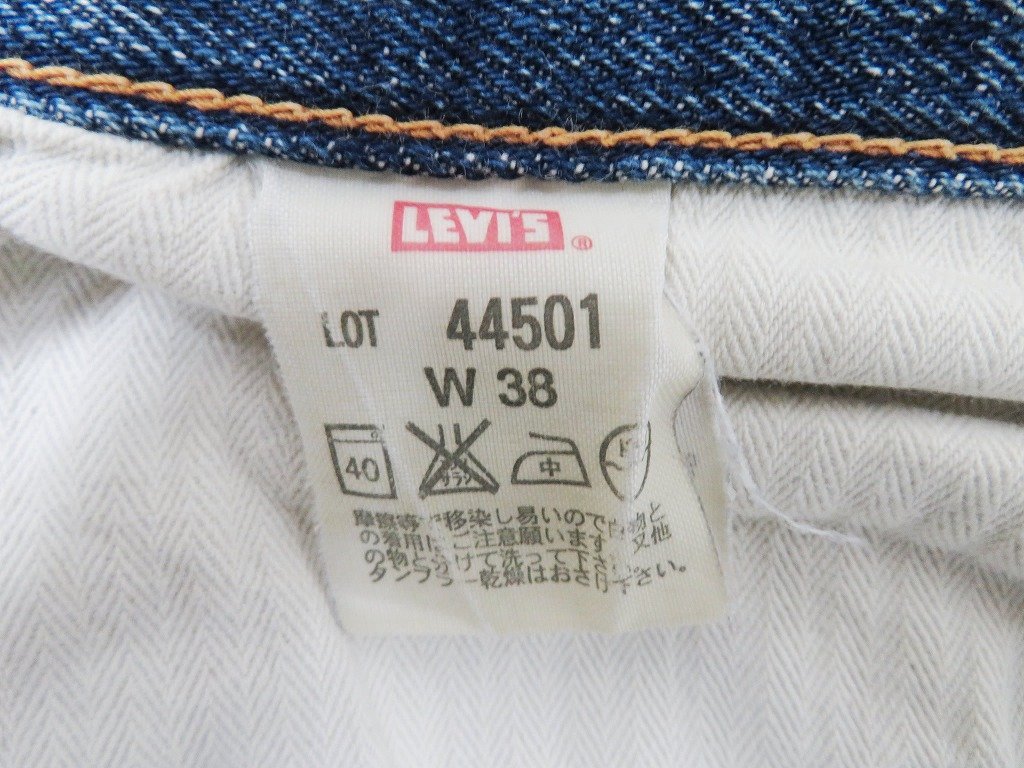 LEVI'S ®
LOT 44501
W 38
40 中
摩擦等で移染し易いので白物と
の着用はご注意願います 又他
の物と分けて洗って下さい
タンブラー乾燥はおさけ下さい。